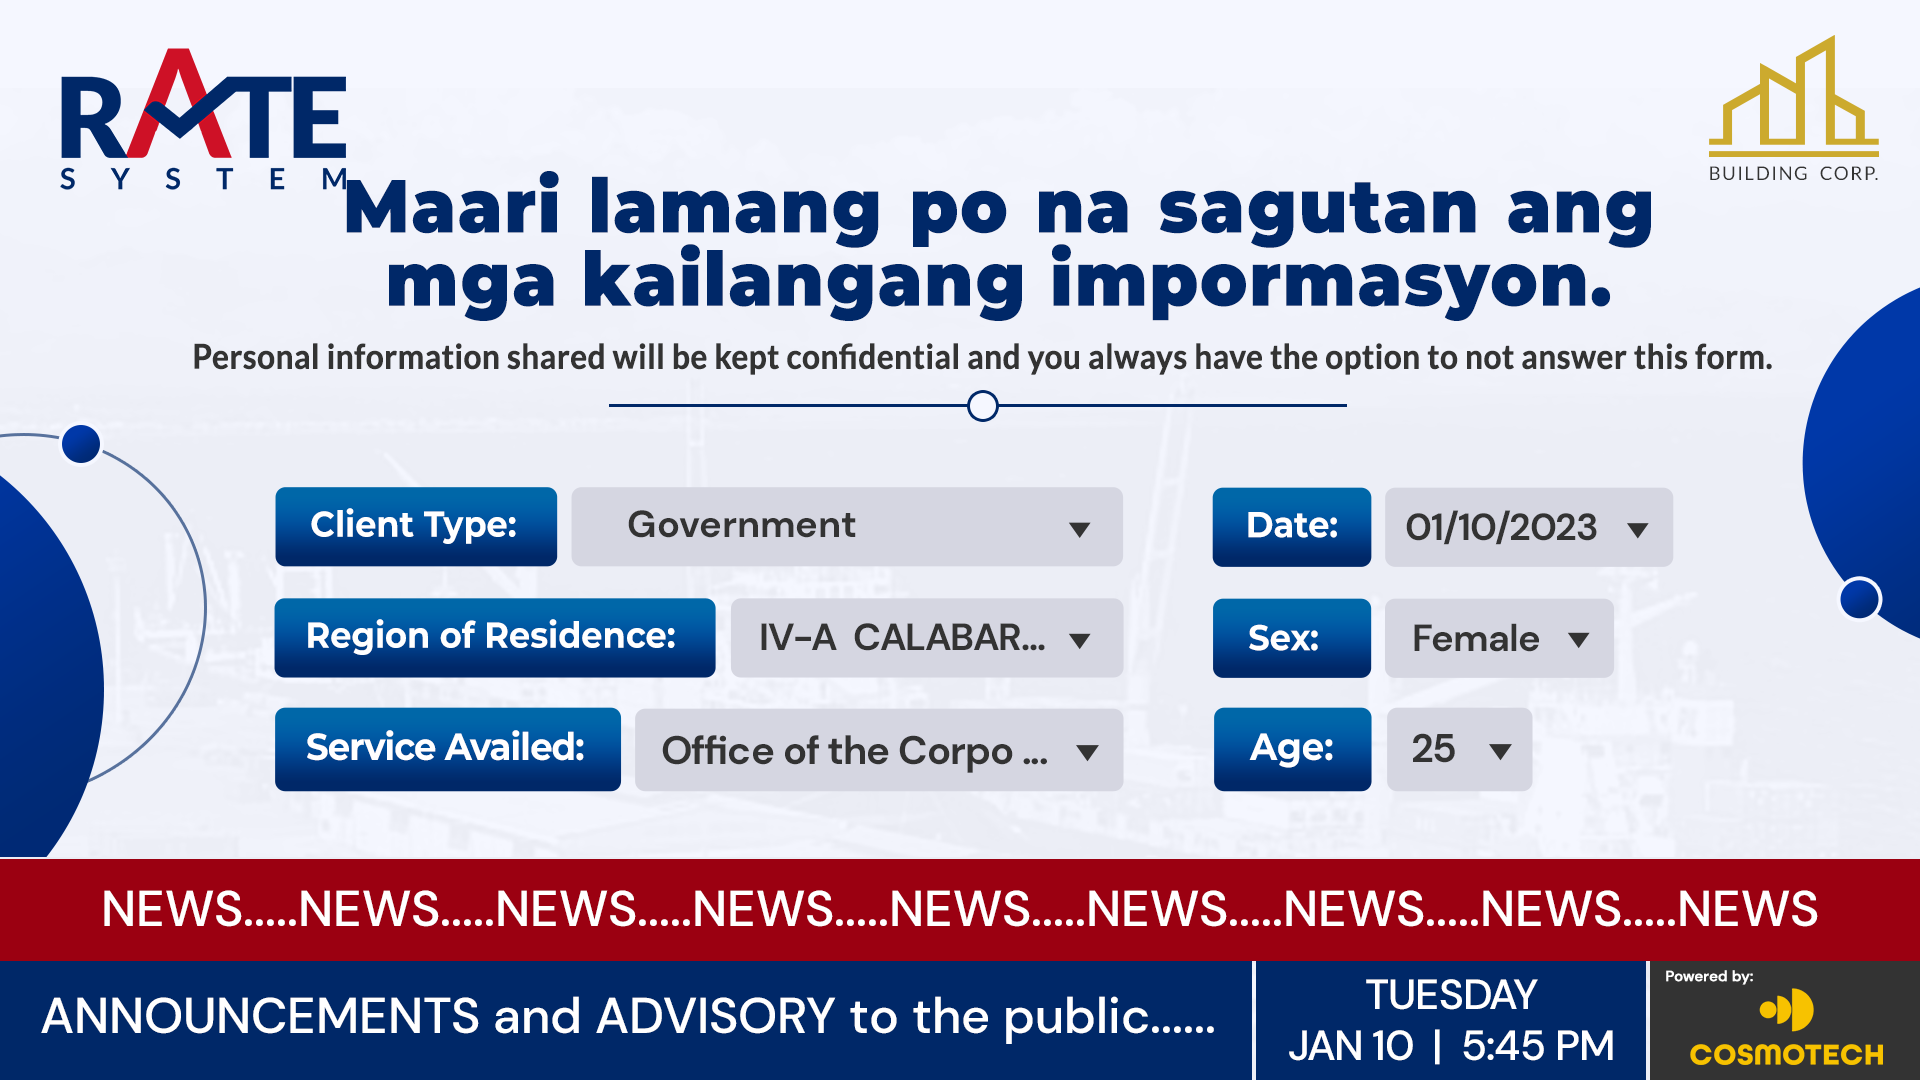 RATE
SYSTEM
BUILDING CORP.
Maari lamang po na sagutan ang
mga kailangang impormasyon.
Personal information shared will be kept confidential and you always have the option to not answer this form.
Client Type: Government
Date: 01/10/2023
Region of Residence: IV-A CALABAR...
Sex: Female
Service Availed: Office of the Corpo ...
Age: 25
NEWS.....NEWS.....NEWS.....NEWS.....NEWS.....NEWS.....NEWS.....NEWS.....NEWS
ANNOUNCEMENTS and ADVISORY to the public......
TUESDAY
JAN 10 | 5:45 PM
Powered by:
COSMOTECH